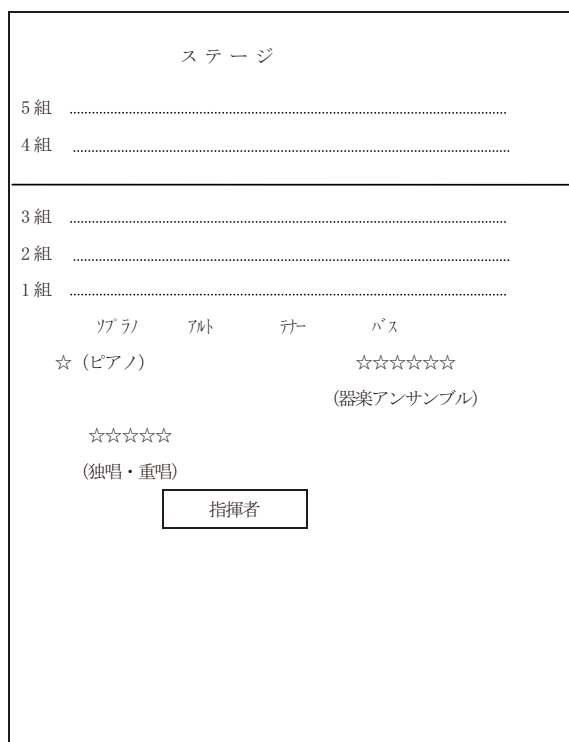 ステージ
5組 ........................................................................................................
4組 ........................................................................................................
3組 ........................................................................................................
2組 ........................................................................................................
1組 ........................................................................................................
ｿﾌﾟﾗﾉ ｱﾙﾄ ﾃﾅｰ ﾊﾞｽ
☆（ピアノ） ☆☆☆☆☆☆
(器楽アンサンブル)
☆☆☆☆☆
(独唱・重唱)
指揮者